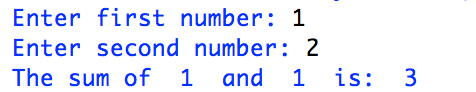 Enter first number: 1
Enter second number: 2
The sum of  1  and  1  is:  3